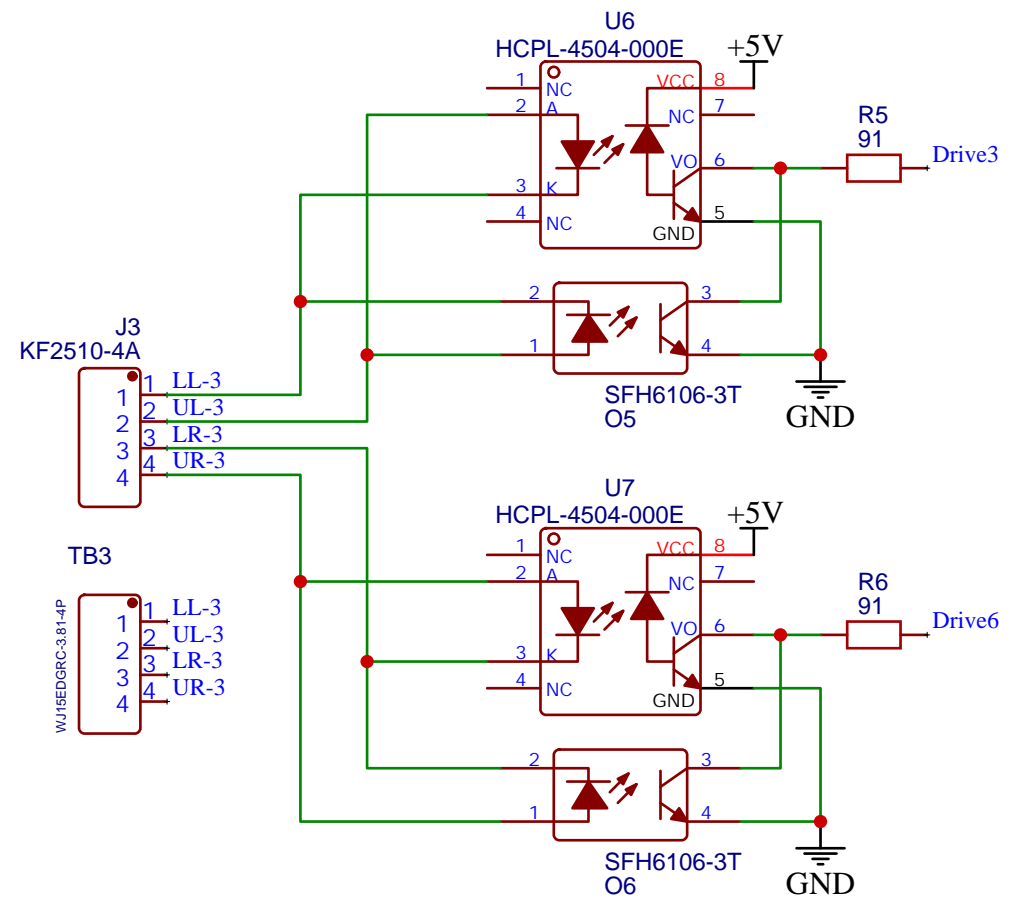 U6
HCPL-4504-000E
+5V
1
NC
VCC
8
2
A
NC
7
R5
91
VO
6
Drive3
3
K
4
NC
5
GND
2
3
1
4
SFH6106-3T
O5
GND
J3
KF2510-4A
1
1
LL-3
2
2
UL-3
3
3
LR-3
4
4
UR-3
TB3
WJ15EDGRC-3.81-4P
1
1
LL-3
2
2
UL-3
3
3
LR-3
4
4
UR-3
U7
HCPL-4504-000E
+5V
1
NC
VCC
8
2
A
NC
7
R6
91
VO
6
Drive6
3
K
4
NC
5
GND
2
3
1
4
SFH6106-3T
O6
GND